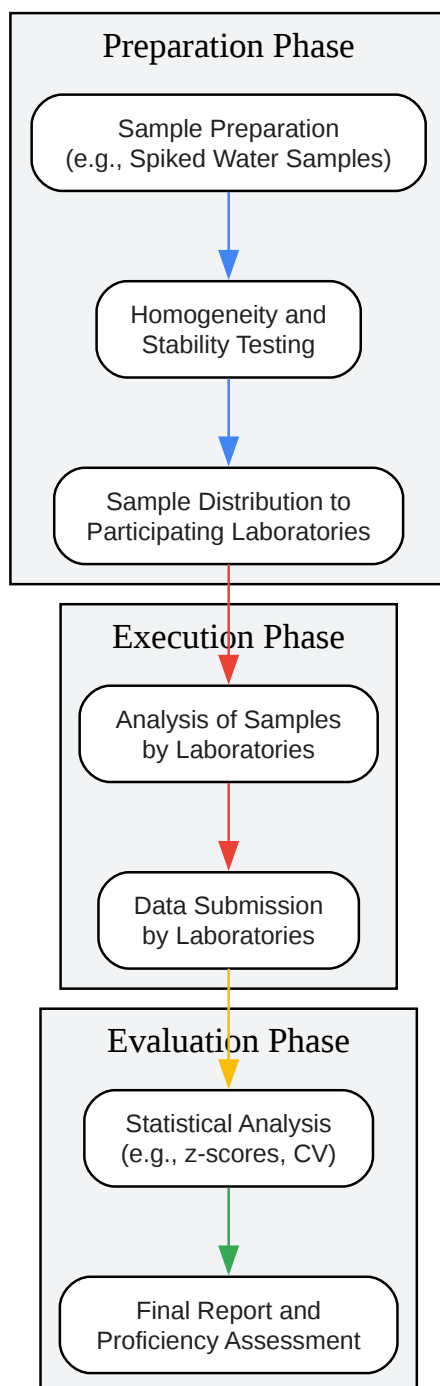 Preparation Phase
Sample Preparation
(e.g., Spiked Water Samples)
Homogeneity and
Stability Testing
Sample Distribution to
Participating Laboratories
Execution Phase
Analysis of Samples
by Laboratories
Data Submission
by Laboratories
Evaluation Phase
Statistical Analysis
(e.g., z-scores, CV)
Final Report and
Proficiency Assessment